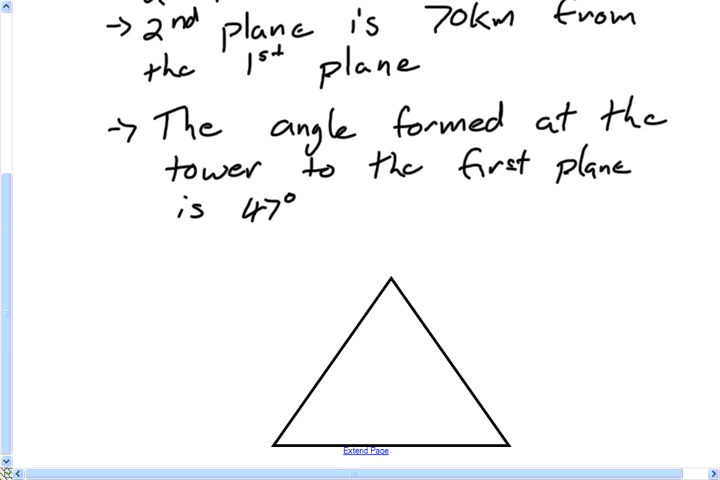 → 2nd plane is 70km from
the 1st plane
→ The angle formed at the
tower to the first plane
is 47°
Extend Page